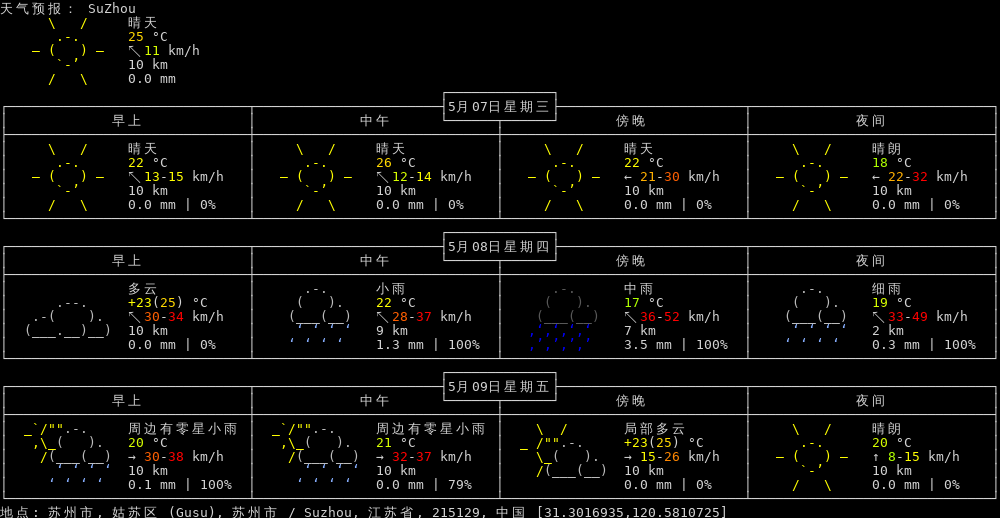 天气预报： SuZhou
晴天
25 °C
↖11 km/h
10 km
0.0 mm
5月07日星期三
早上 中午 傍晚 夜间
晴天 晴天 晴天 晴朗
22 °C 26 °C 22 °C 18 °C
↖13-15 km/h ↖12-14 km/h ← 21-30 km/h ← 22-32 km/h
10 km 10 km 10 km 10 km
0.0 mm | 0% 0.0 mm | 0% 0.0 mm | 0% 0.0 mm | 0%
5月08日星期四
早上 中午 傍晚 夜间
多云 小雨 中雨 细雨
+23(25) °C 22 °C 17 °C 19 °C
↖30-34 km/h ↖28-37 km/h ↖36-52 km/h ↖33-49 km/h
10 km 9 km 7 km 2 km
0.0 mm | 0% 1.3 mm | 100% 3.5 mm | 100% 0.3 mm | 100%
5月09日星期五
早上 中午 傍晚 夜间
周边有零星小雨 周边有零星小雨 局部多云 晴朗
20 °C 21 °C +23(25) °C 20 °C
→ 30-38 km/h → 32-37 km/h → 15-26 km/h ↑ 8-15 km/h
10 km 10 km 10 km 10 km
0.1 mm | 100% 0.0 mm | 79% 0.0 mm | 0% 0.0 mm | 0%
地点: 苏州市, 姑苏区 (Gusu), 苏州市 / Suzhou, 江苏省, 215129, 中国 [31.3016935,120.5810725]